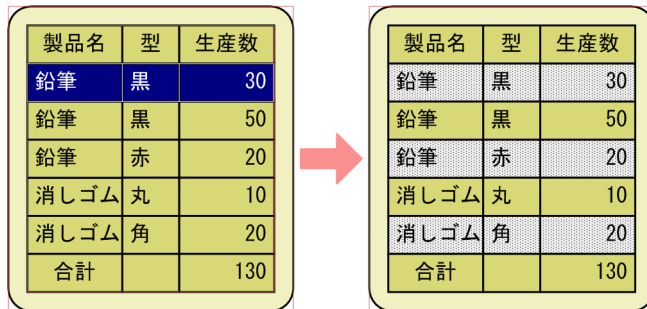 製品名 型 生産数
鉛筆 黒 30
鉛筆 黒 50
鉛筆 赤 20
消しゴム 丸 10
消しゴム 角 20
合計 130
製品名 型 生産数
鉛筆 黒 30
鉛筆 黒 50
鉛筆 赤 20
消しゴム 丸 10
消しゴム 角 20
合計 130